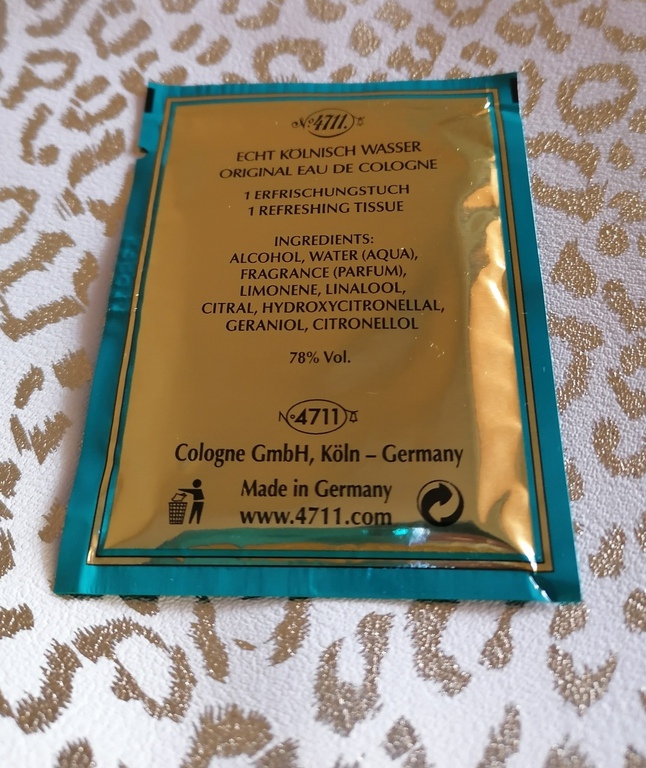 Nº4711.
ECHT KÖLNISCH WASSER
ORIGINAL EAU DE COLOGNE
1 ERFRISCHUNGSTUCH
1 REFRESHING TISSUE
INGREDIENTS:
ALCOHOL, WATER (AQUA),
FRAGRANCE (PARFUM),
LIMONENE, LINALOOL,
CITRAL, HYDROXYCITRONELLAL,
GERANIOL, CITRONELLOL
78% Vol.
Nº4711
Cologne GmbH, Köln – Germany
Made in Germany
www.4711.com